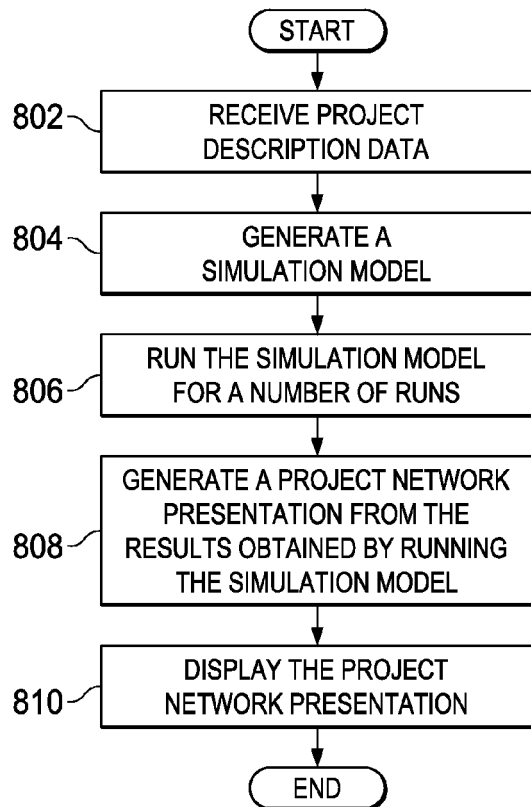 START
802
RECEIVE PROJECT
DESCRIPTION DATA
804
GENERATE A
SIMULATION MODEL
806
RUN THE SIMULATION MODEL
FOR A NUMBER OF RUNS
808
GENERATE A PROJECT NETWORK
PRESENTATION FROM THE
RESULTS OBTAINED BY RUNNING
THE SIMULATION MODEL
810
DISPLAY THE PROJECT
NETWORK PRESENTATION
END